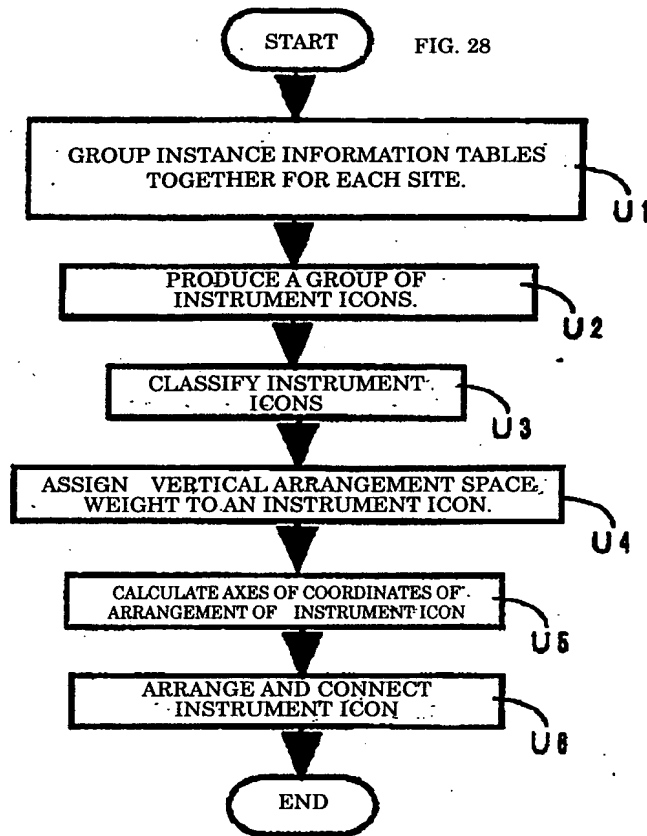 START
FIG. 28
GROUP INSTANCE INFORMATION TABLES
TOGETHER FOR EACH SITE.
U1
PRODUCE A GROUP OF
INSTRUMENT ICONS.
U2
CLASSIFY INSTRUMENT
ICONS
U3
ASSIGN VERTICAL ARRANGEMENT SPACE
WEIGHT TO AN INSTRUMENT ICON.
U4
CALCULATE AXES OF COORDINATES OF
ARRANGEMENT OF INSTRUMENT ICON
U5
ARRANGE AND CONNECT
INSTRUMENT ICON
U6
END